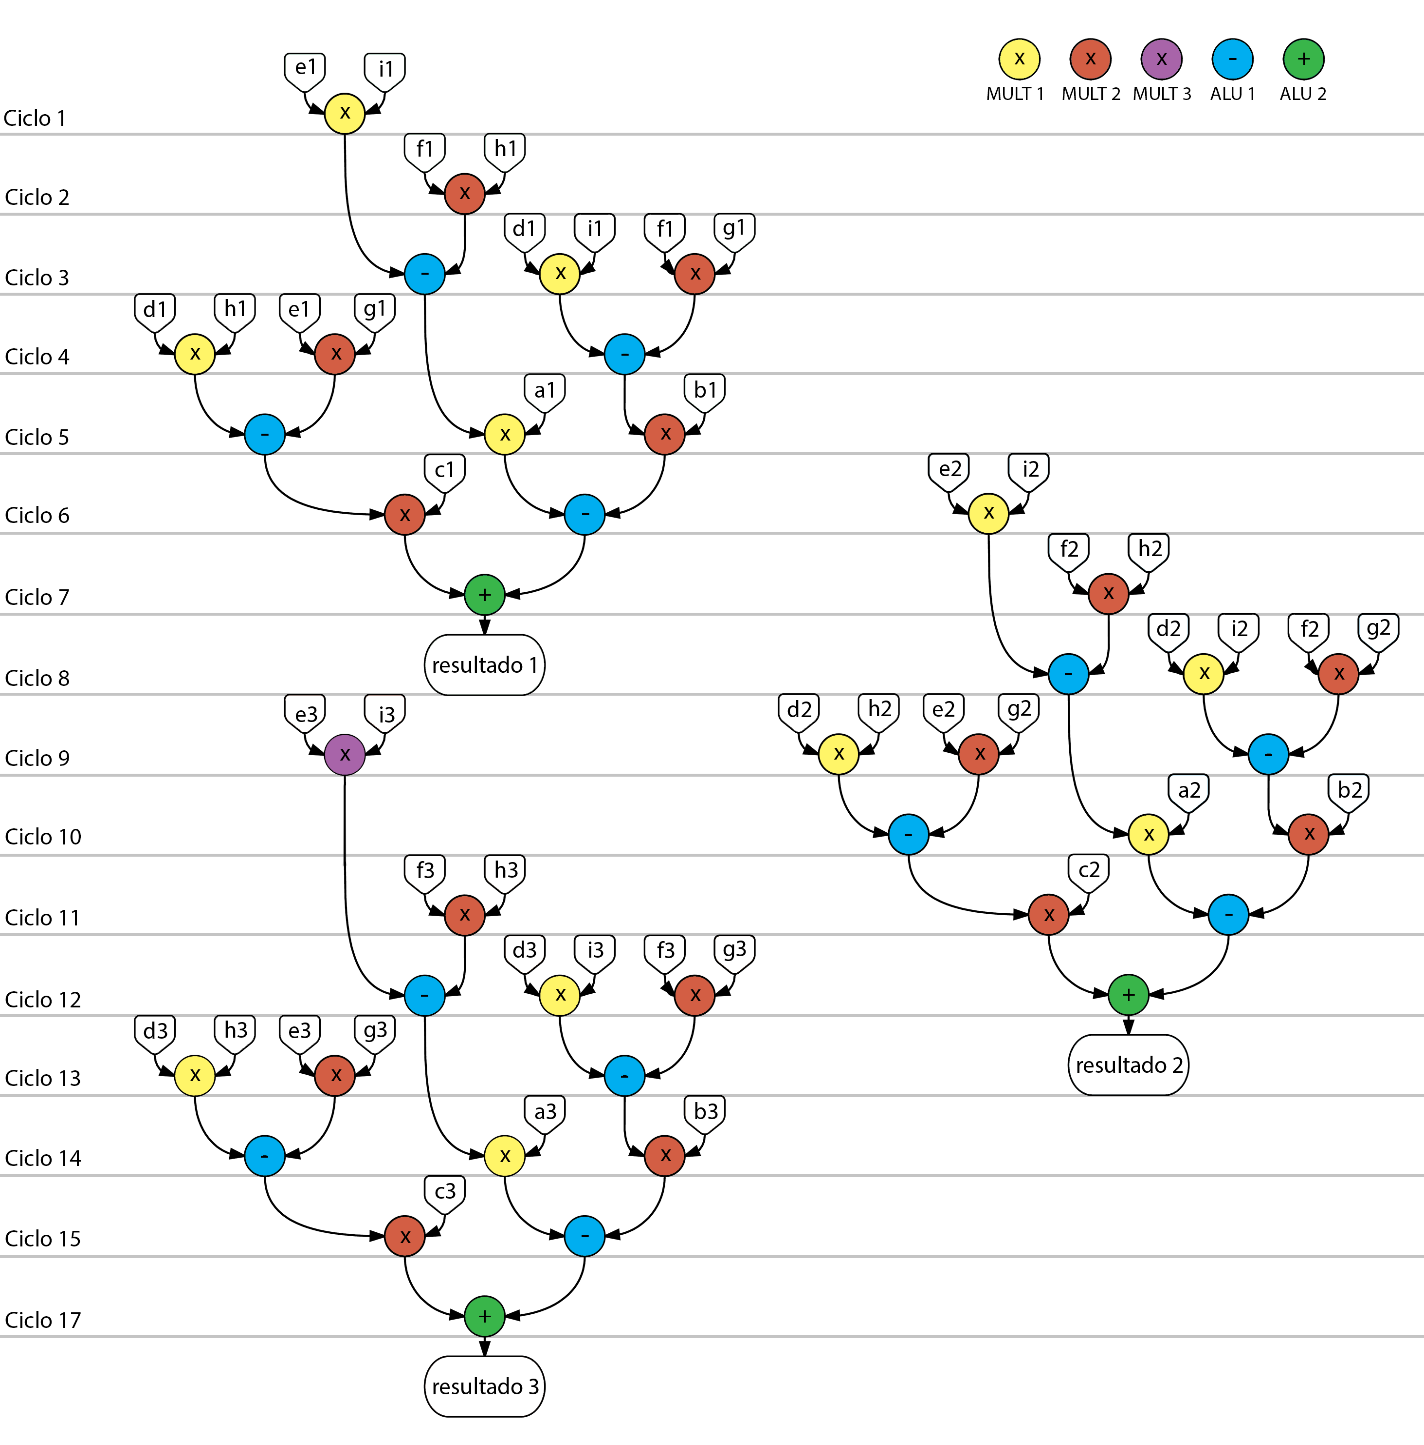 e1 i1
x x x - +
MULT 1 MULT 2 MULT 3 ALU 1 ALU 2
Ciclo 1 x
f1 h1
Ciclo 2 x
d1 i1 f1 g1
Ciclo 3 - x x
d1 h1 e1 g1
Ciclo 4 x x -
a1 b1
Ciclo 5 - x x
c1 e2 i2
Ciclo 6 x - x
f2 h2
Ciclo 7 + x
d2 i2 f2 g2
resultado 1
Ciclo 8 - x x
e3 i3 d2 h2 e2 g2
Ciclo 9 x x x -
a2 b2
Ciclo 10 - x x
f3 h3 c2
Ciclo 11 x x -
d3 i3 f3 g3
Ciclo 12 - x x +
d3 h3 e3 g3
resultado 2
Ciclo 13 x x -
a3 b3
Ciclo 14 - x x
c3
Ciclo 15 x -
Ciclo 17 +
resultado 3